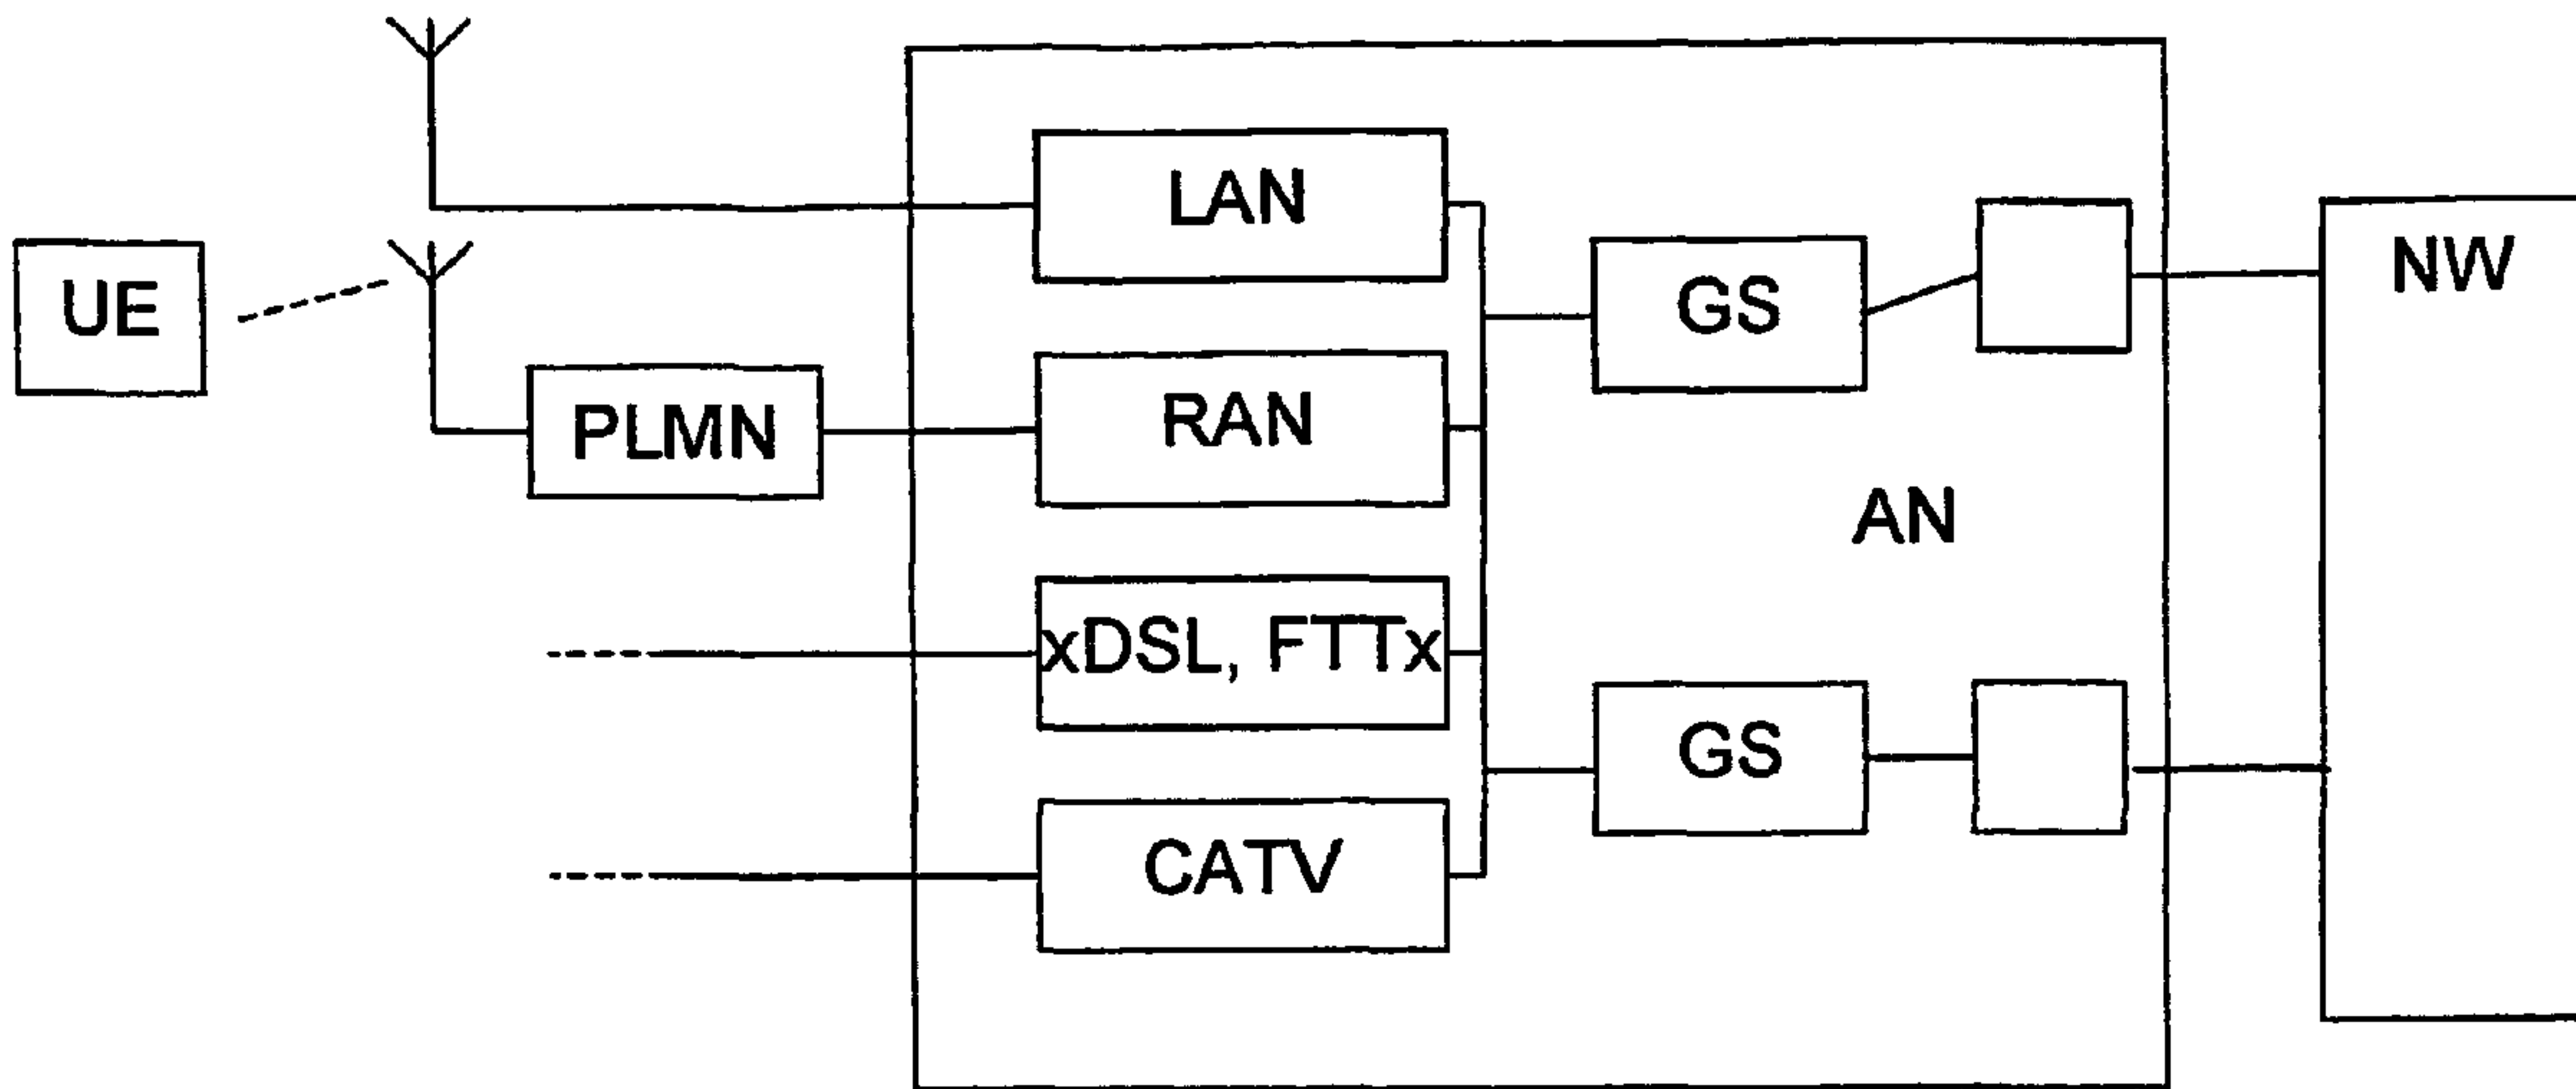 LAN
UE
GS
NW
PLMN
RAN
AN
xDSL, FTTx
GS
CATV